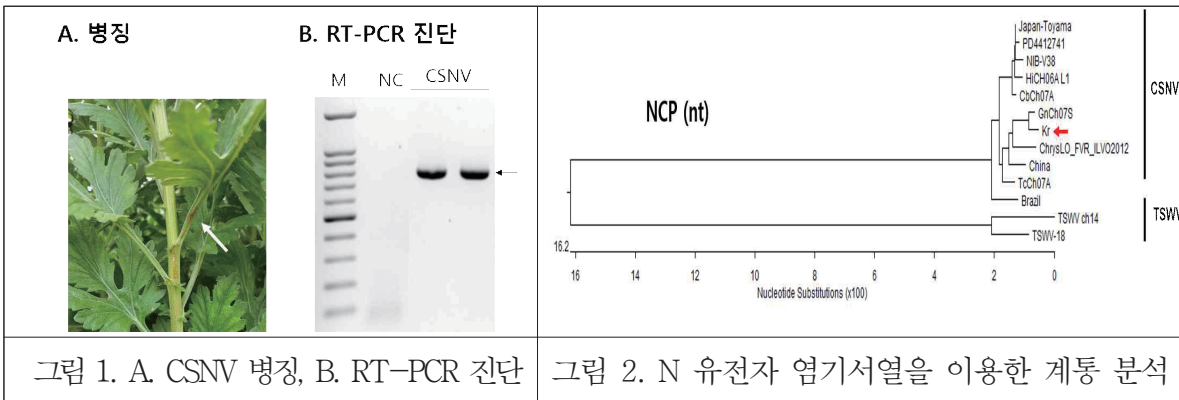 A. 병징
B. RT-PCR 진단
M NC CSNV
NCP (nt)
Japan-Toyama
PD4412741
NIB-V38
HiCH06A L1
CbCh07A
GnCh07S
Kr
ChrysLO_FVR_ILVO2012
China
TcCh07A
Brazil
TSWV ch14
TSWV-18
CSNV
TSWV
16.2
16 14 12 10 8 6 4 2 0
Nucleotide Substitutions (x100)
그림 1. A. CSNV 병징, B. RT-PCR 진단
그림 2. N 유전자 염기서열을 이용한 계통 분석